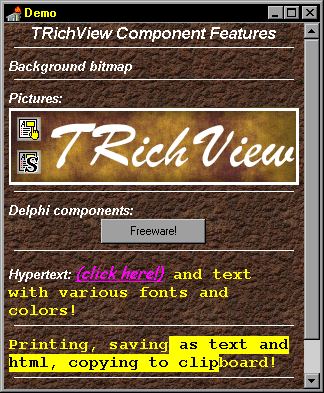 Demo
TRichView Component Features
Background bitmap
Pictures:
TRichView
Delphi components:
Freeware!
Hypertext: (click here!) and text
with various fonts and
colors!
Printing, saving as text and
html, copying to clipboard!